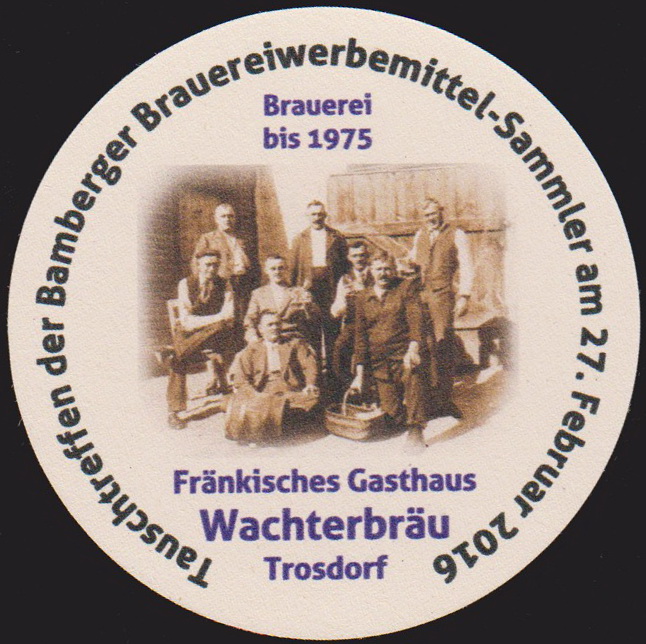 Tauschtreffen der Bamberger Brauereiwerbemittel-Sammler am 27. Februar 2016
Brauerei
bis 1975
Fränkisches Gasthaus
Wachterbräu
Trosdorf